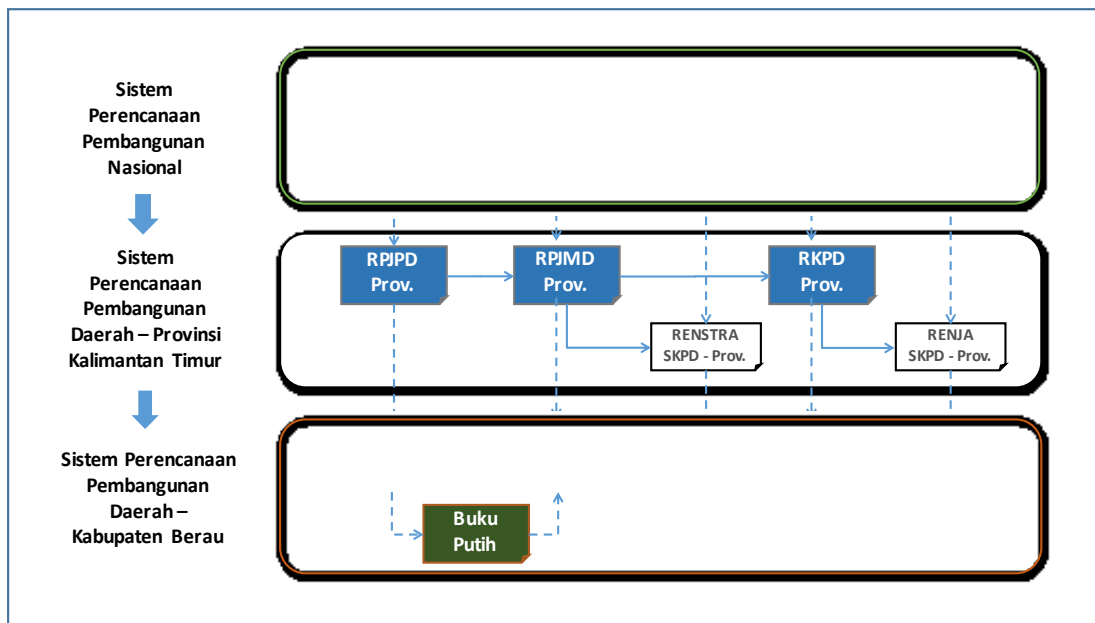 Sistem
Perencanaan
Pembangunan
Nasional
Sistem
Perencanaan
Pembangunan
Daerah – Provinsi
Kalimantan Timur
RPJPD
Prov.
RPJMD
Prov.
RKPD
Prov.
RENSTRA
SKPD - Prov.
RENJA
SKPD - Prov.
Sistem Perencanaan
Pembangunan
Daerah –
Kabupaten Berau
Buku
Putih